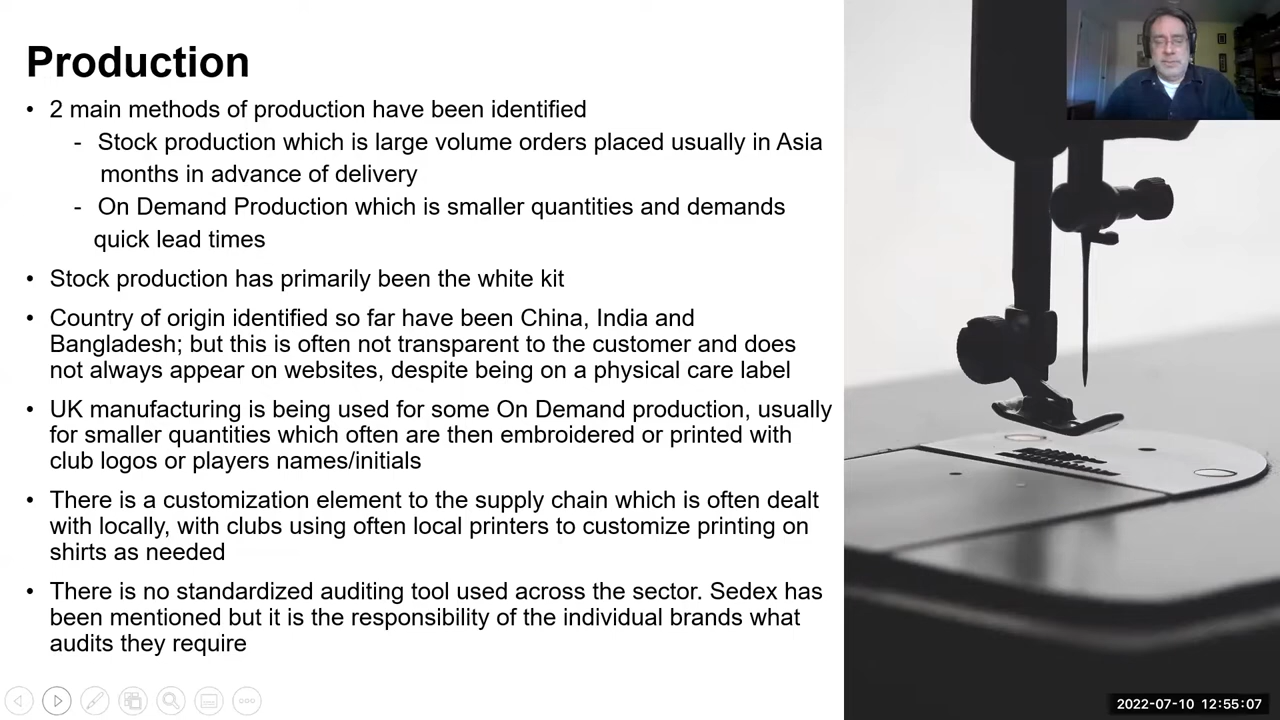 Production
• 2 main methods of production have been identified
- Stock production which is large volume orders placed usually in Asia
months in advance of delivery
- On Demand Production which is smaller quantities and demands
quick lead times
• Stock production has primarily been the white kit
• Country of origin identified so far have been China, India and
Bangladesh; but this is often not transparent to the customer and does
not always appear on websites, despite being on a physical care label
• UK manufacturing is being used for some On Demand production, usually
for smaller quantities which often are then embroidered or printed with
club logos or players names/initials
• There is a customization element to the supply chain which is often dealt
with locally, with clubs using often local printers to customize printing on
shirts as needed
• There is no standardized auditing tool used across the sector. Sedex has
been mentioned but it is the responsibility of the individual brands what
audits they require
2022-07-10 12:55:07